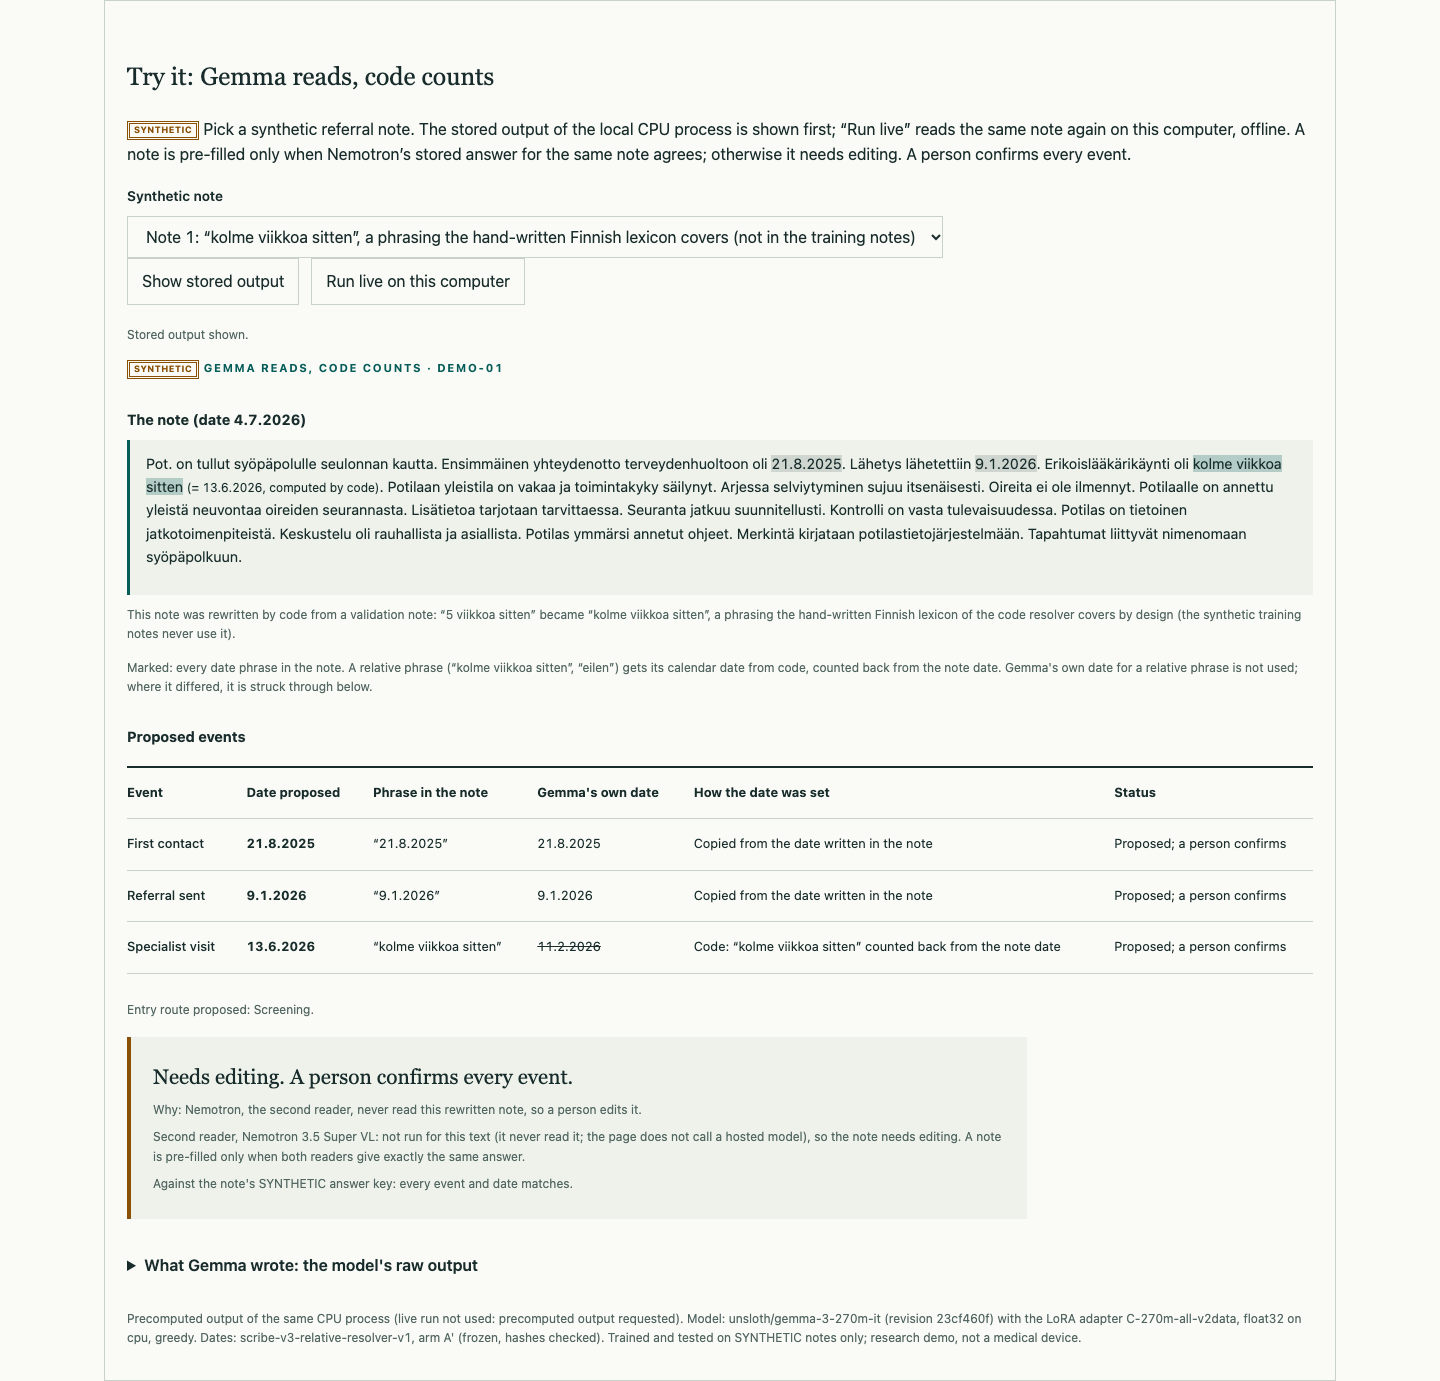 Try it: Gemma reads, code counts
SYNTHETIC Pick a synthetic referral note. The stored output of the local CPU process is shown first; “Run live” reads the same note again on this computer, offline. A
note is pre-filled only when Nemotron’s stored answer for the same note agrees; otherwise it needs editing. A person confirms every event.
Synthetic note
Note 1: “kolme viikkoa sitten”, a phrasing the hand-written Finnish lexicon covers (not in the training notes)
Show stored output Run live on this computer
Stored output shown.
SYNTHETIC GEMMA READS, CODE COUNTS · DEMO-01
The note (date 4.7.2026)
Pot. on tullut syöpäpolulle seulonnan kautta. Ensimmäinen yhteydenotto terveydenhuoltoon oli 21.8.2025. Lähetys lähetettiin 9.1.2026. Erikoislääkärikäynti oli kolme viikkoa
sitten (= 13.6.2026, computed by code). Potilaan yleistila on vakaa ja toimintakyky säilynyt. Arjessa selviytyminen sujuu itsenäisesti. Oireita ei ole ilmennyt. Potilaalle on annettu
yleistä neuvontaa oireiden seurannasta. Lisätietoa tarjotaan tarvittaessa. Seuranta jatkuu suunnitellusti. Kontrolli on vasta tulevaisuudessa. Potilas on tietoinen
jatkotoimenpiteistä. Keskustelu oli rauhallista ja asiallista. Potilas ymmärsi annetut ohjeet. Merkintä kirjataan potilastietojärjestelmään. Tapahtumat liittyvät nimenomaan
syöpäpolkuun.
This note was rewritten by code from a validation note: “5 viikkoa sitten” became “kolme viikkoa sitten”, a phrasing the hand-written Finnish lexicon of the code resolver covers by design (the synthetic training
notes never use it).
Marked: every date phrase in the note. A relative phrase (“kolme viikkoa sitten”, “eilen”) gets its calendar date from code, counted back from the note date. Gemma's own date for a relative phrase is not used;
where it differed, it is struck through below.
Proposed events
Event Date proposed Phrase in the note Gemma's own date How the date was set Status
First contact 21.8.2025 “21.8.2025” 21.8.2025 Copied from the date written in the note Proposed; a person confirms
Referral sent 9.1.2026 “9.1.2026” 9.1.2026 Copied from the date written in the note Proposed; a person confirms
Specialist visit 13.6.2026 “kolme viikkoa sitten” 11.2.2026 Code: “kolme viikkoa sitten” counted back from the note date Proposed; a person confirms
Entry route proposed: Screening.
Needs editing. A person confirms every event.
Why: Nemotron, the second reader, never read this rewritten note, so a person edits it.
Second reader, Nemotron 3.5 Super VL: not run for this text (it never read it; the page does not call a hosted model), so the note needs editing. A note
is pre-filled only when both readers give exactly the same answer.
Against the note's SYNTHETIC answer key: every event and date matches.
What Gemma wrote: the model's raw output
Precomputed output of the same CPU process (live run not used: precomputed output requested). Model: unsloth/gemma-3-270m-it (revision 23cf460f) with the LoRA adapter C-270m-all-v2data, float32 on
cpu, greedy. Dates: scribe-v3-relative-resolver-v1, arm A' (frozen, hashes checked). Trained and tested on SYNTHETIC notes only; research demo, not a medical device.